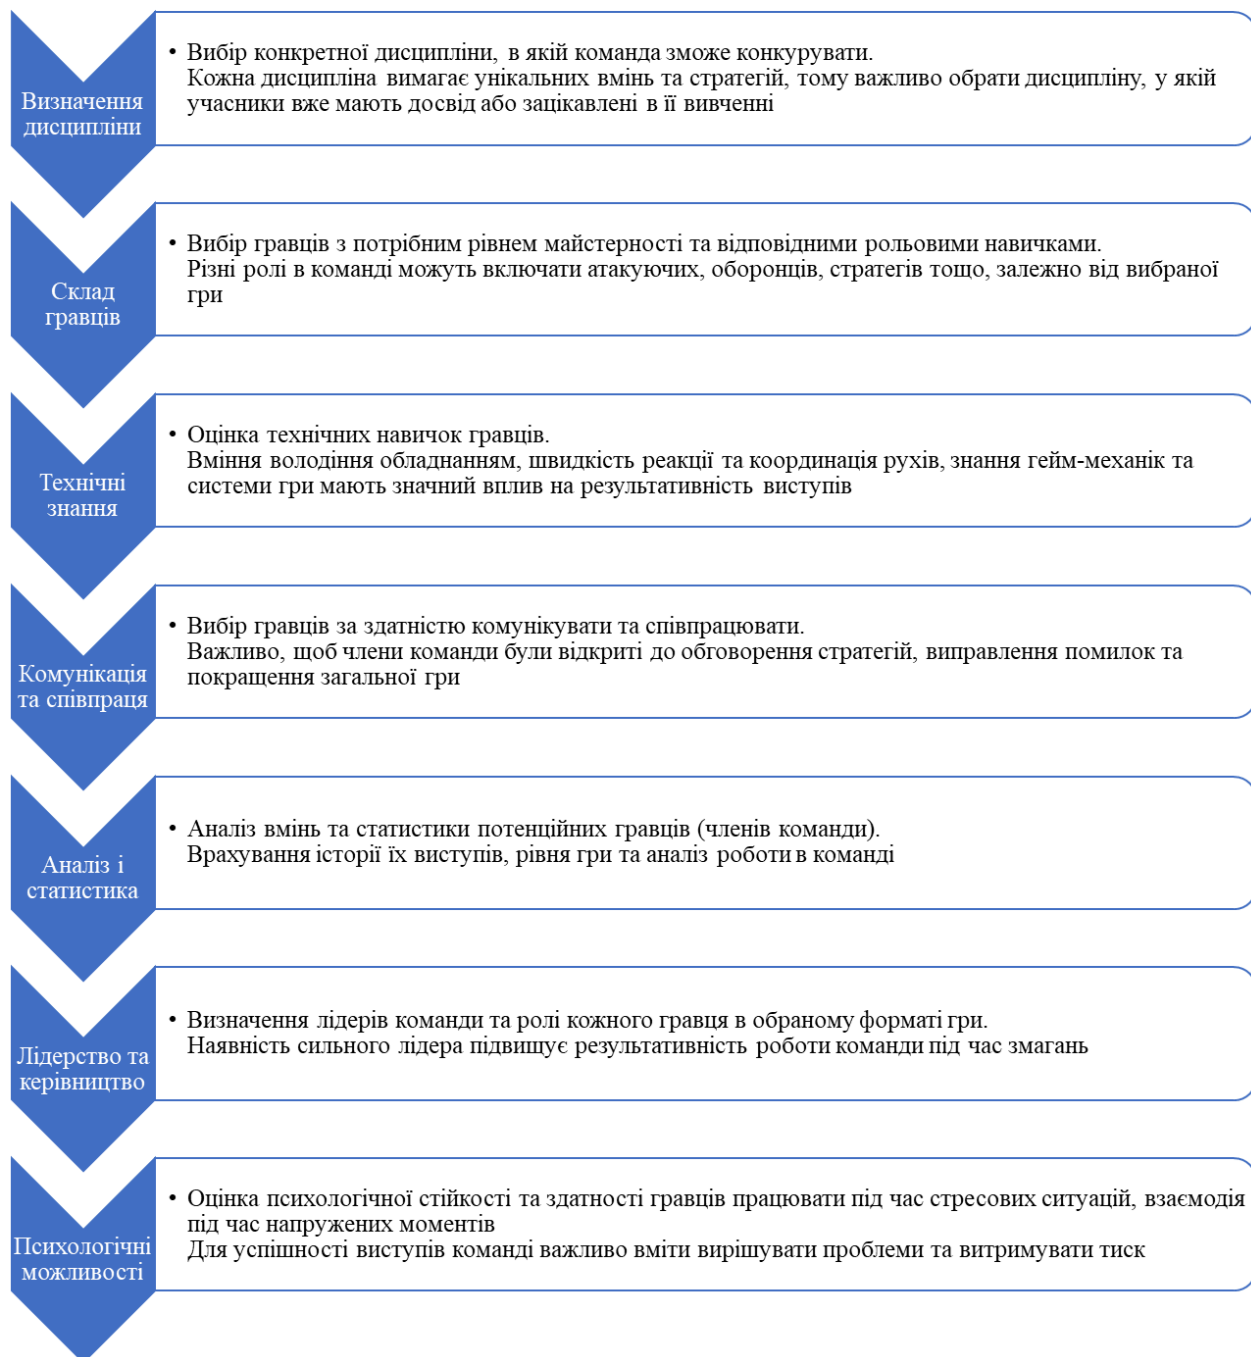 Визначення
дисципліни
• Вибір конкретної дисципліни, в якій команда зможе конкурувати.
Кожна дисципліна вимагає унікальних вмінь та стратегій, тому важливо обрати дисципліну, у якій
учасники вже мають досвід або зацікавлені в її вивченні
Склад
гравців
• Вибір гравців з потрібним рівнем майстерності та відповідними рольовими навичками.
Різні ролі в команді можуть включати атакуючих, оборонців, стратегів тощо, залежно від вибраної
гри
Технічні
знання
• Оцінка технічних навичок гравців.
Вміння володіння обладнанням, швидкість реакції та координація рухів, знання гейм-механік та
системи гри мають значний вплив на результативність виступів
Комунікація
та співпраця
• Вибір гравців за здатністю комунікувати та співпрацювати.
Важливо, щоб члени команди були відкриті до обговорення стратегій, виправлення помилок та
покращення загальної гри
Аналіз і
статистика
• Аналіз вмінь та статистики потенційних гравців (членів команди).
Врахування історії їх виступів, рівня гри та аналіз роботи в команді
Лідерство та
керівництво
• Визначення лідерів команди та ролі кожного гравця в обраному форматі гри.
Наявність сильного лідера підвищує результативність роботи команди під час змагань
Психологічні
можливості
• Оцінка психологічної стійкості та здатності гравців працювати під час стресових ситуацій, взаємодія
під час напружених моментів
Для успішності виступів команді важливо вміти вирішувати проблеми та витримувати тиск